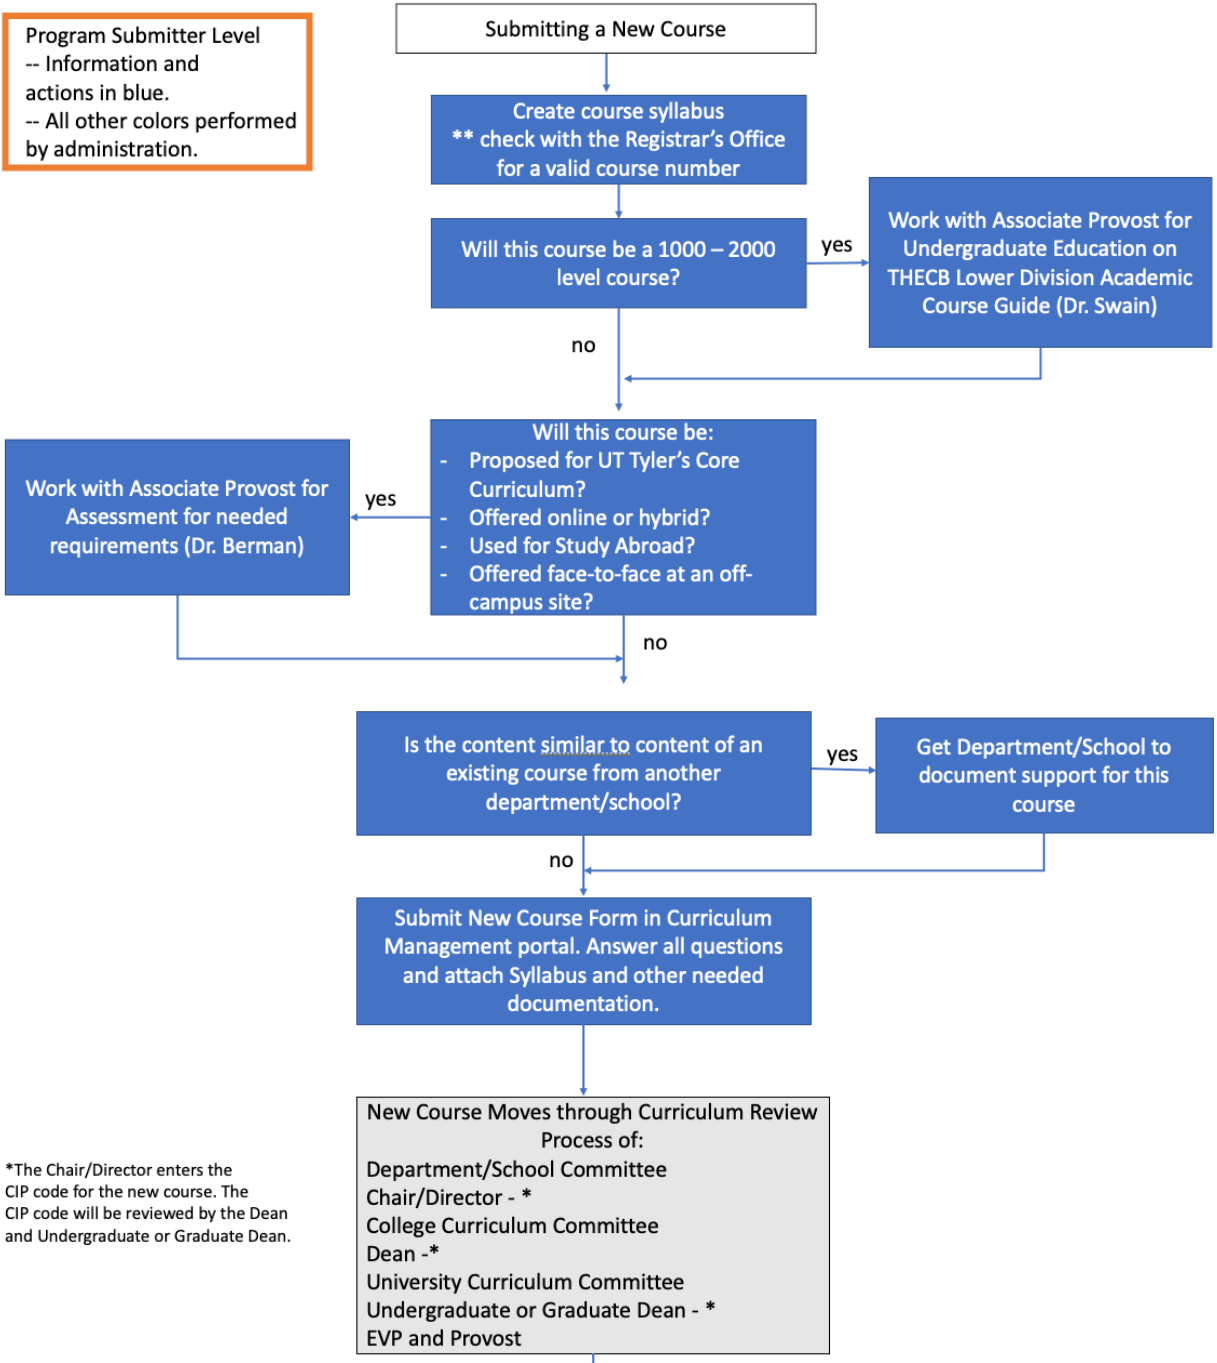 Program Submitter Level
-- Information and
actions in blue.
-- All other colors performed
by administration.
Submitting a New Course
Create course syllabus
** check with the Registrar's Office
for a valid course number
Will this course be a 1000 – 2000
level course?
yes
Work with Associate Provost for
Undergraduate Education on
THECB Lower Division Academic
Course Guide (Dr. Swain)
no
Will this course be:
- Proposed for UT Tyler's Core
Curriculum?
- Offered online or hybrid?
- Used for Study Abroad?
- Offered face-to-face at an off-
campus site?
yes
Work with Associate Provost for
Assessment for needed
requirements (Dr. Berman)
no
Is the content similar to content of an
existing course from another
department/school?
yes
Get Department/School to
document support for this
course
no
Submit New Course Form in Curriculum
Management portal. Answer all questions
and attach Syllabus and other needed
documentation.
New Course Moves through Curriculum Review
Process of:
Department/School Committee
Chair/Director - *
College Curriculum Committee
Dean -*
University Curriculum Committee
Undergraduate or Graduate Dean - *
EVP and Provost
*The Chair/Director enters the
CIP code for the new course. The
CIP code will be reviewed by the Dean
and Undergraduate or Graduate Dean.